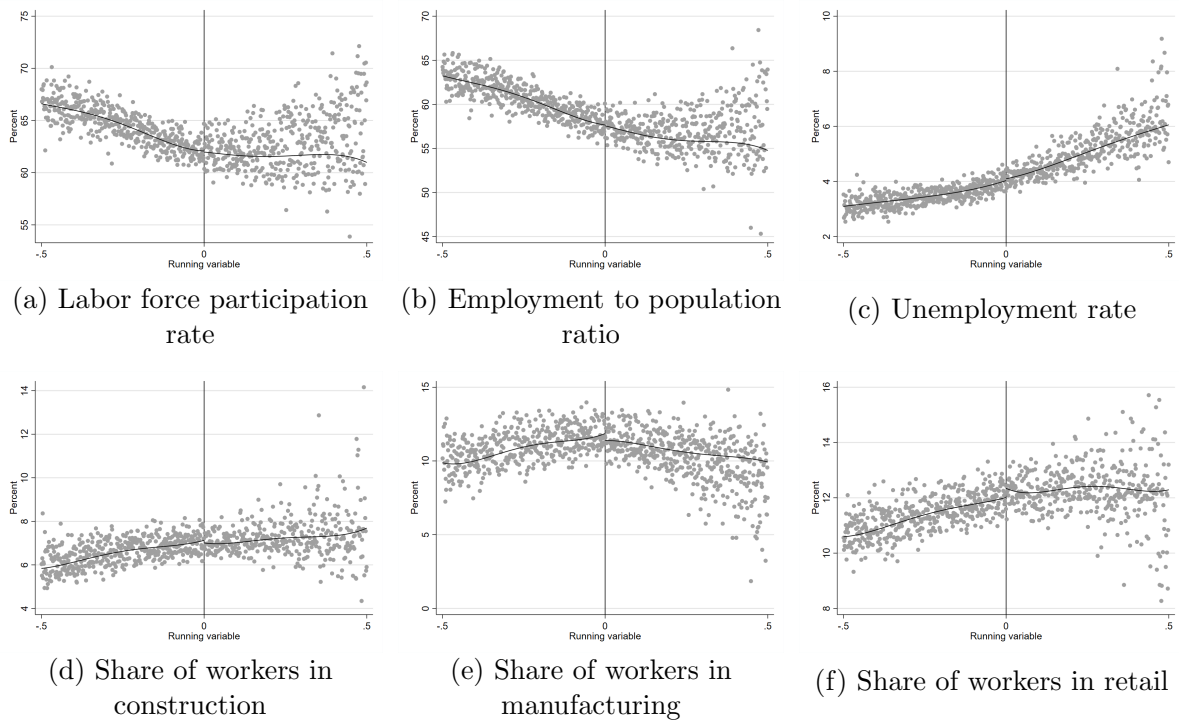 75
70
65
60
55
Percent
-.5
0
.5
Running variable
(a) Labor force participation
rate
70
65
60
55
50
45
Percent
-.5
0
.5
Running variable
(b) Employment to population
ratio
10
8
6
4
2
Percent
-.5
0
.5
Running variable
(c) Unemployment rate
14
12
10
8
6
4
Percent
-.5
0
.5
Running variable
(d) Share of workers in
construction
15
10
5
0
Percent
-.5
0
.5
Running variable
(e) Share of workers in
manufacturing
16
14
12
10
8
Percent
-.5
0
.5
Running variable
(f) Share of workers in retail